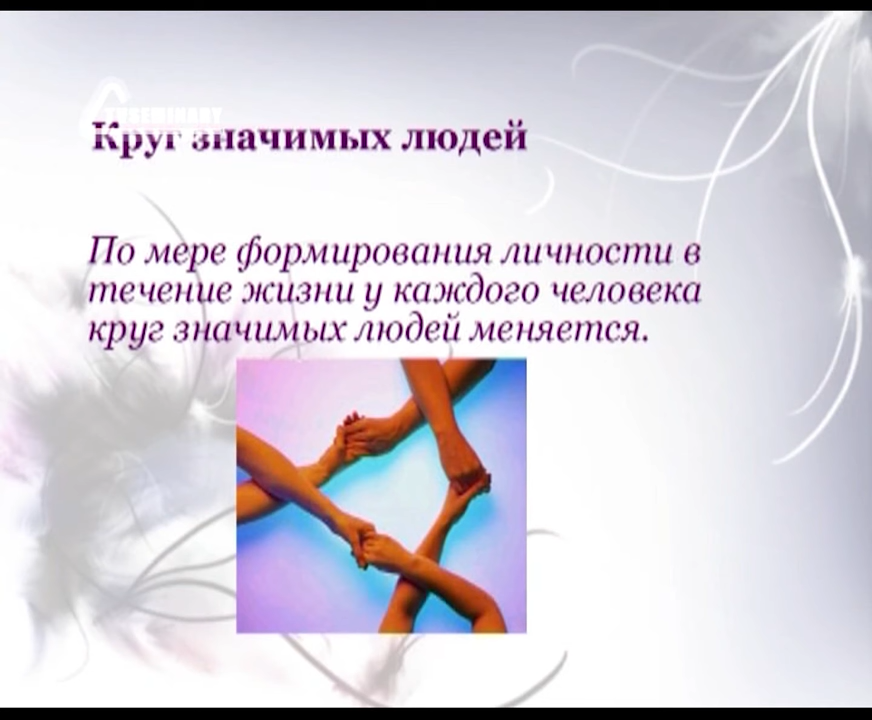 Круг значимых людей
По мере формирования личности в
течение жизни у каждого человека
круг значимых людей меняется.